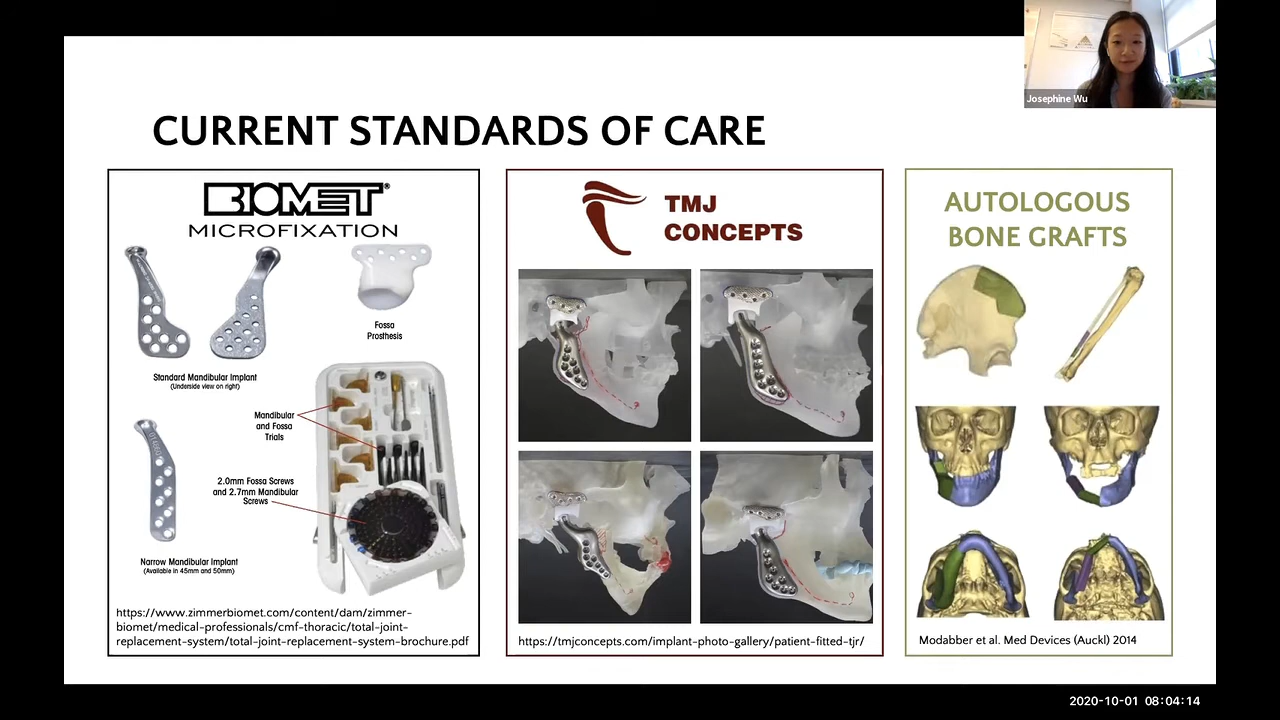 Josephine Wu
CURRENT STANDARDS OF CARE
BIOMET®
MICROFIXATION
Fossa
Prosthesis
Standard Mandibular Implant
(Underside view on right)
Mandibular
and Fossa
Trials
2.0mm Fossa Screws
and 2.7mm Mandibular
Screws
Narrow Mandibular Implant
(Available in 45mm and 50mm)
https://www.zimmerbiomet.com/content/dam/zimmer-
biomet/medical-professionals/cmf-thoracic/total-joint-
replacement-system/total-joint-replacement-system-brochure.pdf
TMJ
CONCEPTS
https://tmjconcepts.com/implant-photo-gallery/patient-fitted-tjr/
AUTOLOGOUS
BONE GRAFTS
Modabber et al. Med Devices (Auckl) 2014
2020-10-01 08:04:14